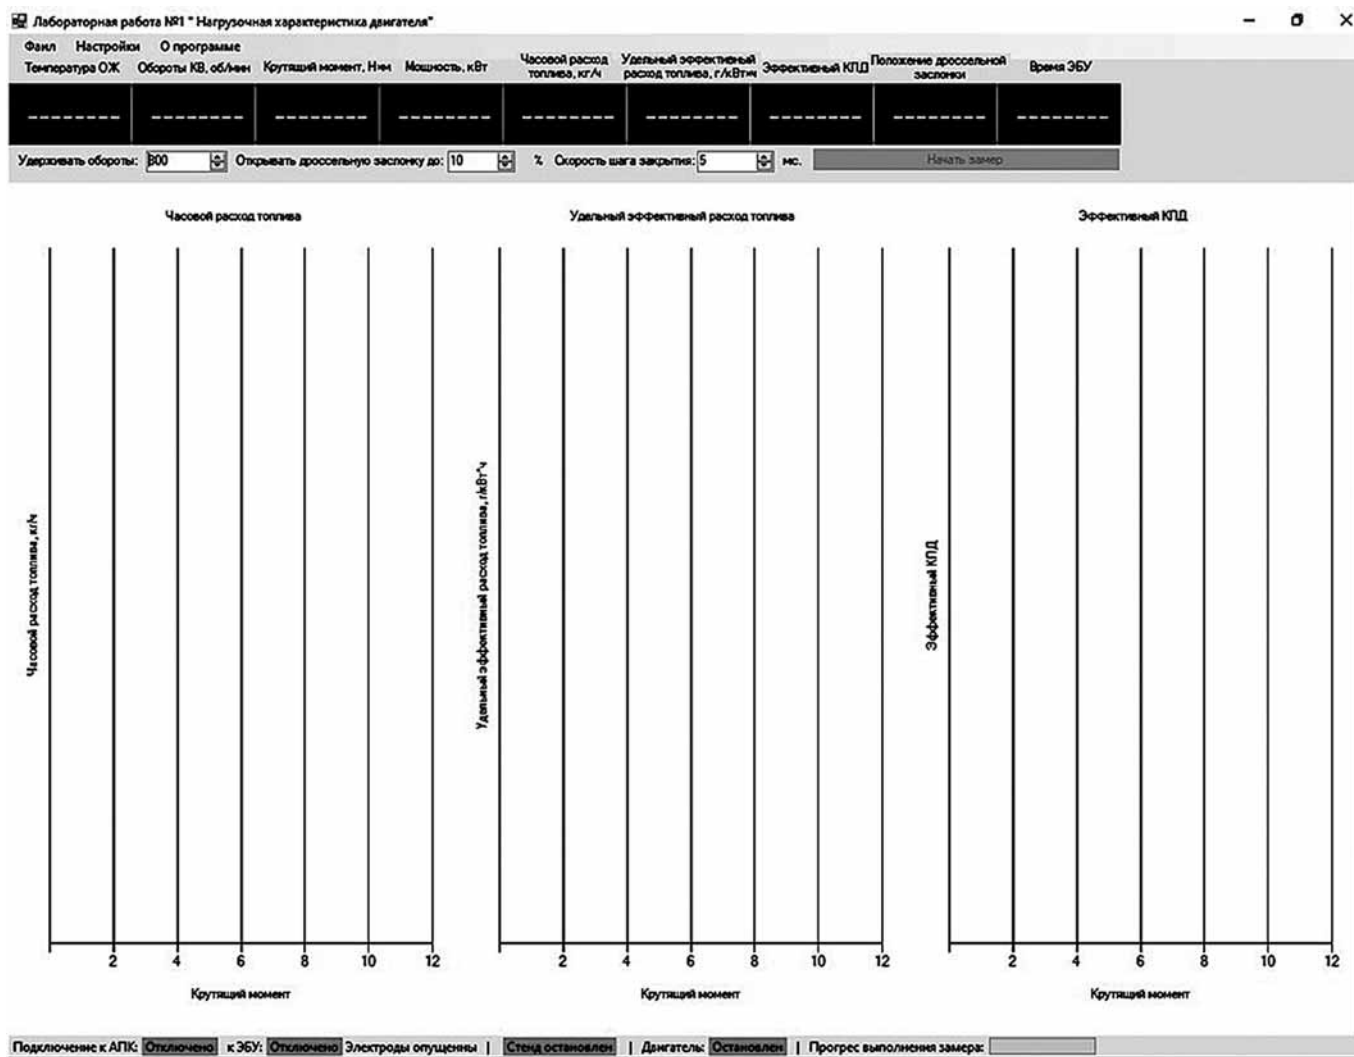 Лабораторная работа №1 " Нагрузочная характеристика двигателя"
Файл Настройки О программе
Температура ОЖ
Обороты КВ, об/мин
Крутящий момент, Н*м
Мощность, кВт
Часовой расход
топлива, кг/ч
Удельный эффективный
расход топлива, г/кВт*ч
Эффективный КПД
Положение дроссельной
заслонки
Время ЭБУ
-------- -------- -------- -------- -------- -------- -------- -------- --------
Удерживать обороты: 800 Открывать дроссельную заслонку до: 10 % Скорость шага закрытия: 5 мс. Начать замер
Часовой расход топлива
Часовой расход топлива, кг/ч
2 4 6 8 10 12
Крутящий момент
Удельный эффективный расход топлива
Удельный эффективный расход топлива, г/кВт*ч
2 4 6 8 10 12
Крутящий момент
Эффективный КПД
Эффективный КПД
2 4 6 8 10 12
Крутящий момент
Подключение к АПК: Отключено к ЭБУ: Отключено Электроды опущенны | Стенд остановлен | Двигатель: Остановлен | Прогрес выполнения замера: